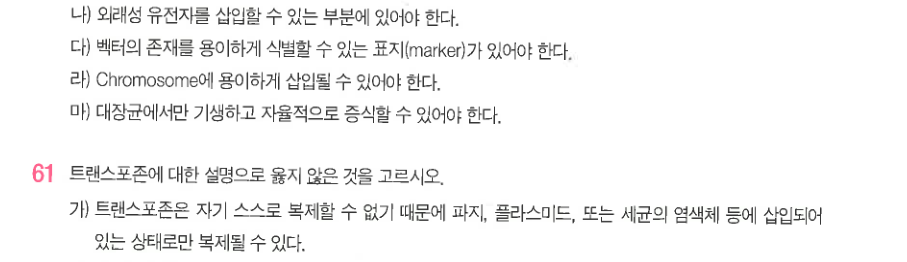 나) 외래성 유전자를 삽입할 수 있는 부분에 있어야 한다.
다) 벡터의 존재를 용이하게 식별할 수 있는 표지(marker)가 있어야 한다.
라) Chromosome에 용이하게 삽입될 수 있어야 한다.
마) 대장균에서만 기생하고 자율적으로 증식할 수 있어야 한다.
61 트랜스포존에 대한 설명으로 옳지 않은 것을 고르시오.
가) 트랜스포존은 자기 스스로 복제할 수 없기 때문에 파지, 플라스미드, 또는 세균의 염색체 등에 삽입되어
있는 상태로만 복제될 수 있다.